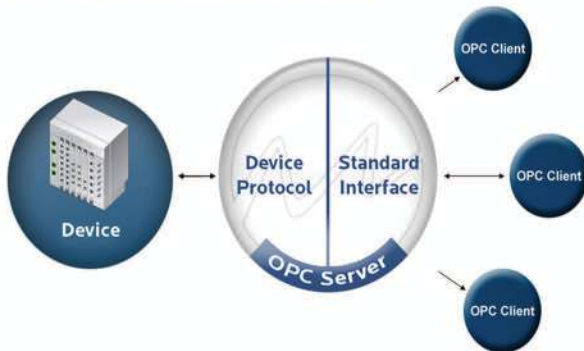 OPC Client
Device
Device
Protocol
Standard
Interface
OPC Server
OPC Client
OPC Client